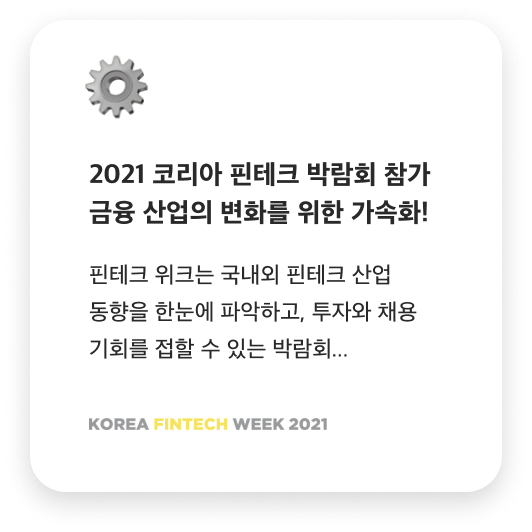 2021 코리아 핀테크 박람회 참가
금융 산업의 변화를 위한 가속화!
핀테크 위크는 국내외 핀테크 산업
동향을 한눈에 파악하고, 투자와 채용
기회를 접할 수 있는 박람회...
KOREA FINTECH WEEK 2021